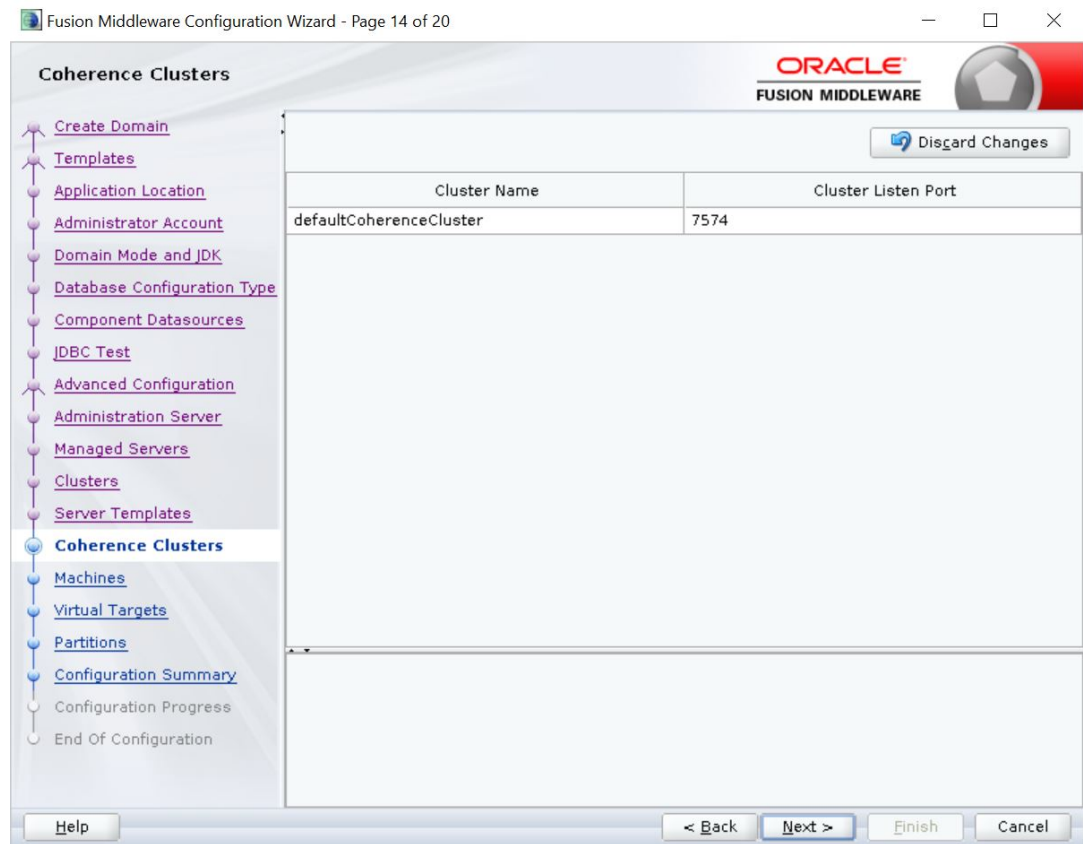 Fusion Middleware Configuration Wizard - Page 14 of 20
Coherence Clusters
ORACLE
FUSION MIDDLEWARE
Create Domain
Templates
Application Location
Administrator Account
Domain Mode and JDK
Database Configuration Type
Component Datasources
JDBC Test
Advanced Configuration
Administration Server
Managed Servers
Clusters
Server Templates
Coherence Clusters
Machines
Virtual Targets
Partitions
Configuration Summary
Configuration Progress
End Of Configuration
Discard Changes
Cluster Name Cluster Listen Port
defaultCoherenceCluster 7574
Help < Back Next > Finish Cancel